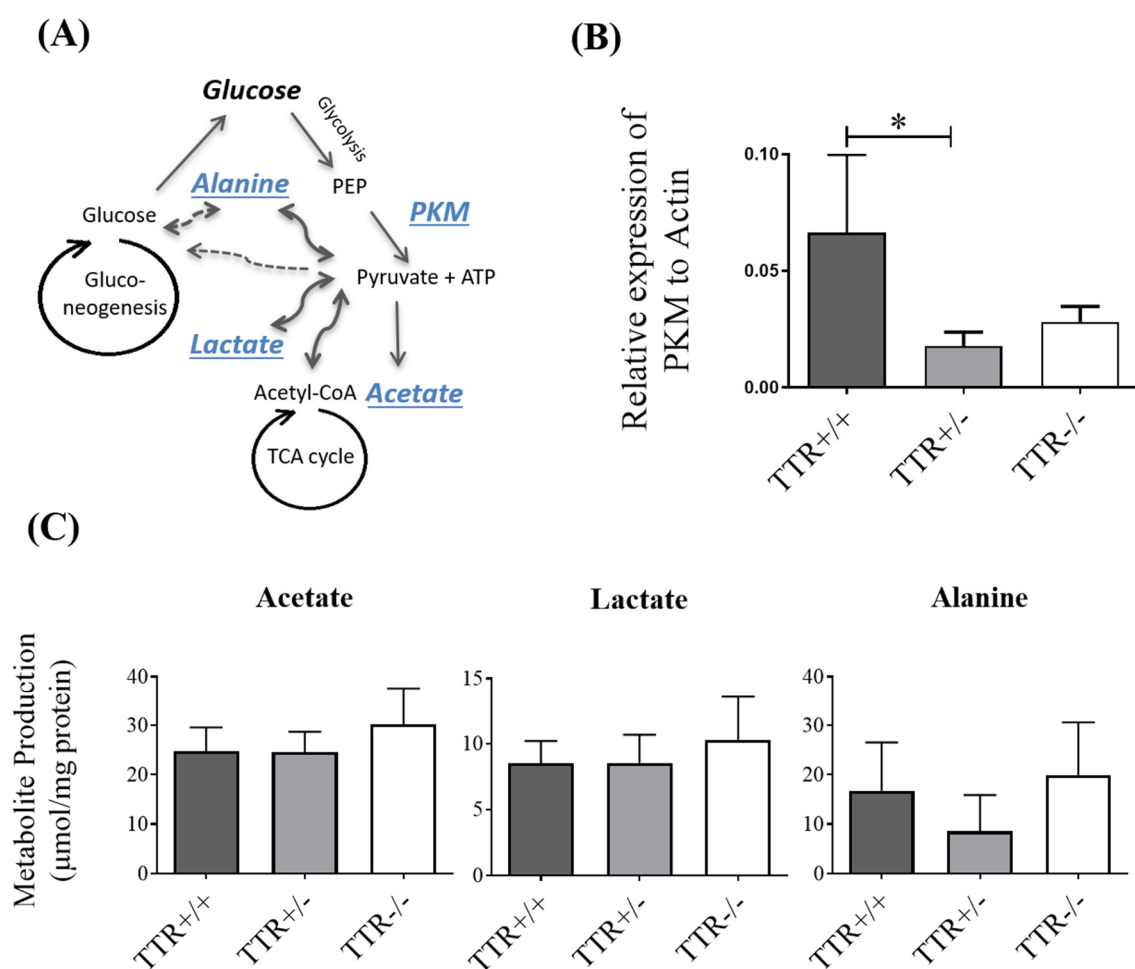 (A)
Glucose
Glycolysis
Alanine
PEP
PKM
Glucose
Gluco-
neogenesis
Pyruvate + ATP
Lactate
Acetyl-CoA
Acetate
TCA cycle
(B)
*
Relative expression of
PKM to Actin
0.10
0.05
0.00
TTR+/+
TTR+/-
TTR-/-
(C)
Metabolite Production
(μmol/mg protein)
Acetate
40
30
20
10
0
TTR+/+
TTR+/-
TTR-/-
Lactate
15
10
5
0
TTR+/+
TTR+/-
TTR-/-
Alanine
40
30
20
10
0
TTR+/+
TTR+/-
TTR-/-